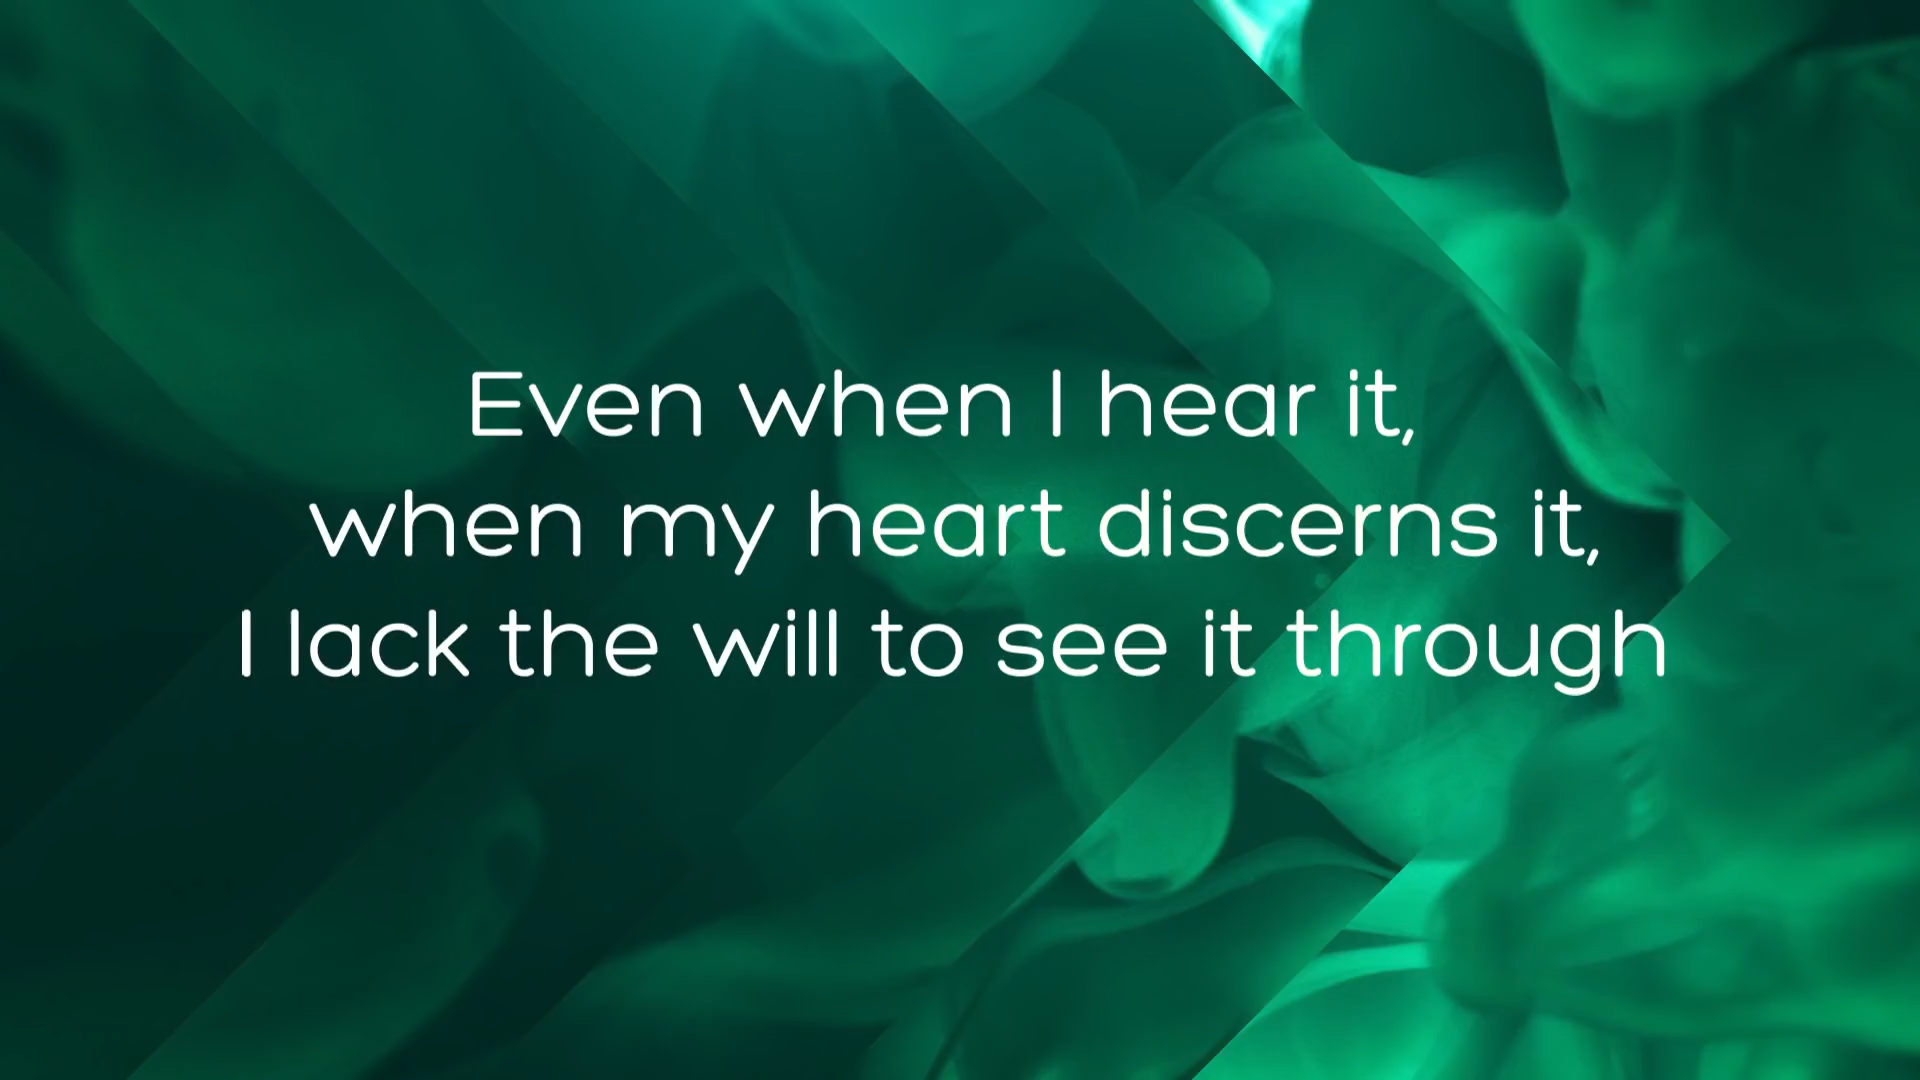 Even when I hear it,
when my heart discerns it,
I lack the will to see it through